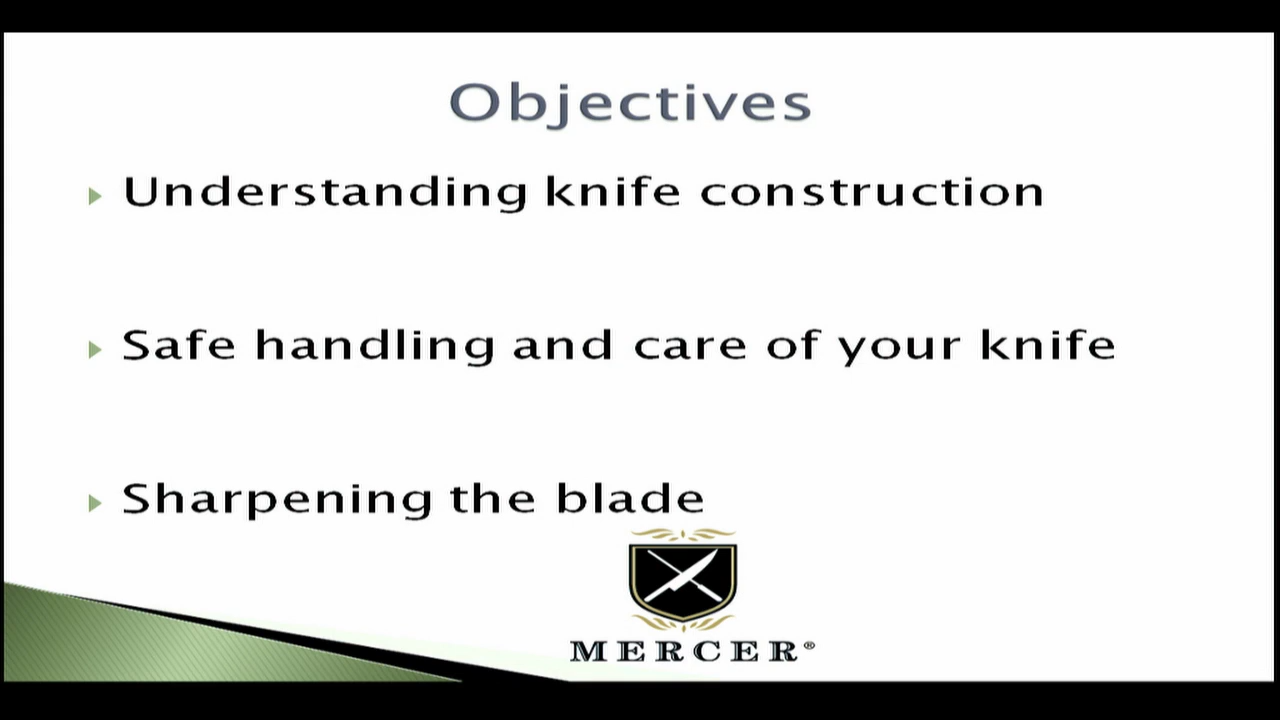 Objectives
Understanding knife construction
Safe handling and care of your knife
Sharpening the blade
MERCER®